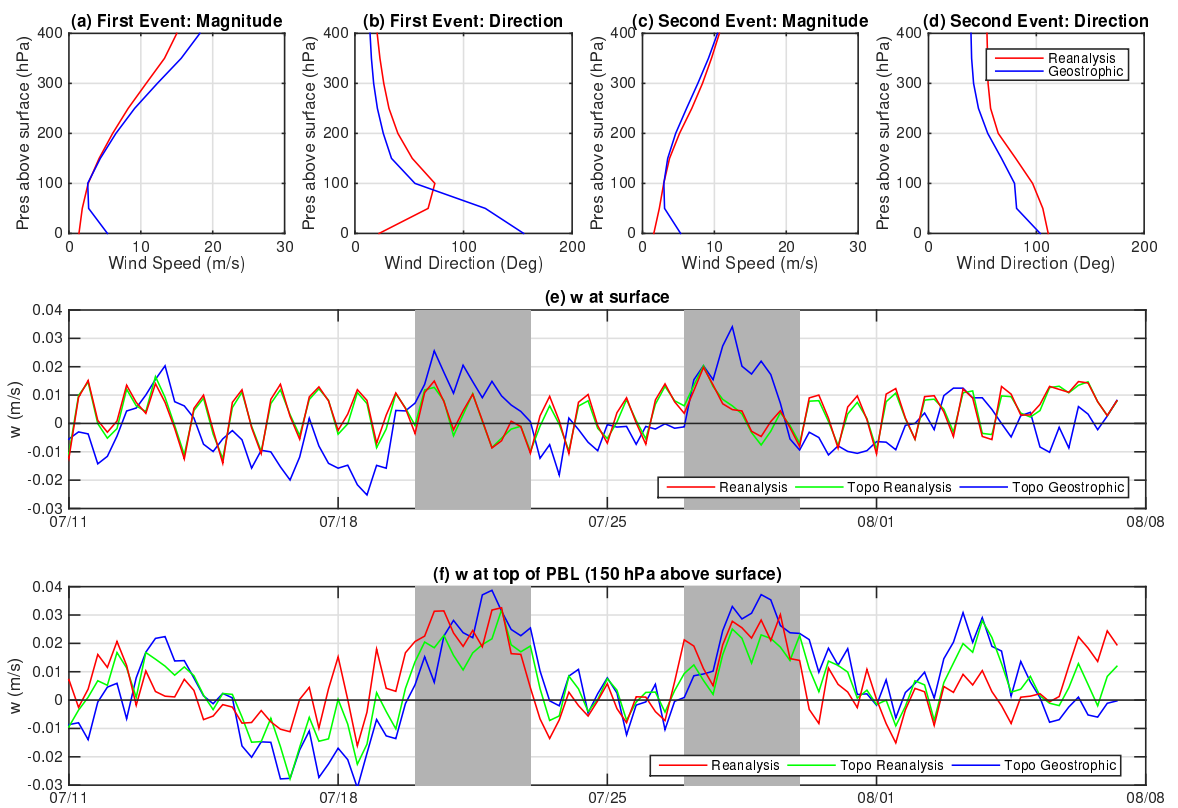 (a) First Event: Magnitude
(b) First Event: Direction
(c) Second Event: Magnitude
(d) Second Event: Direction
400
300
200
100
0
Pres above surface (hPa)
0 10 20 30
Wind Speed (m/s)
400
300
200
100
0
Pres above surface (hPa)
0 100 200
Wind Direction (Deg)
400
300
200
100
0
Pres above surface (hPa)
0 10 20 30
Wind Speed (m/s)
400
300
200
100
0
Pres above surface (hPa)
Reanalysis
Geostrophic
0 100 200
Wind Direction (Deg)
(e) w at surface
0.04
0.03
0.02
0.01
0
-0.01
-0.02
-0.03
w (m/s)
Reanalysis Topo Reanalysis Topo Geostrophic
07/11 07/18 07/25 08/01 08/08
(f) w at top of PBL (150 hPa above surface)
0.04
0.03
0.02
0.01
0
-0.01
-0.02
-0.03
w (m/s)
Reanalysis Topo Reanalysis Topo Geostrophic
07/11 07/18 07/25 08/01 08/08